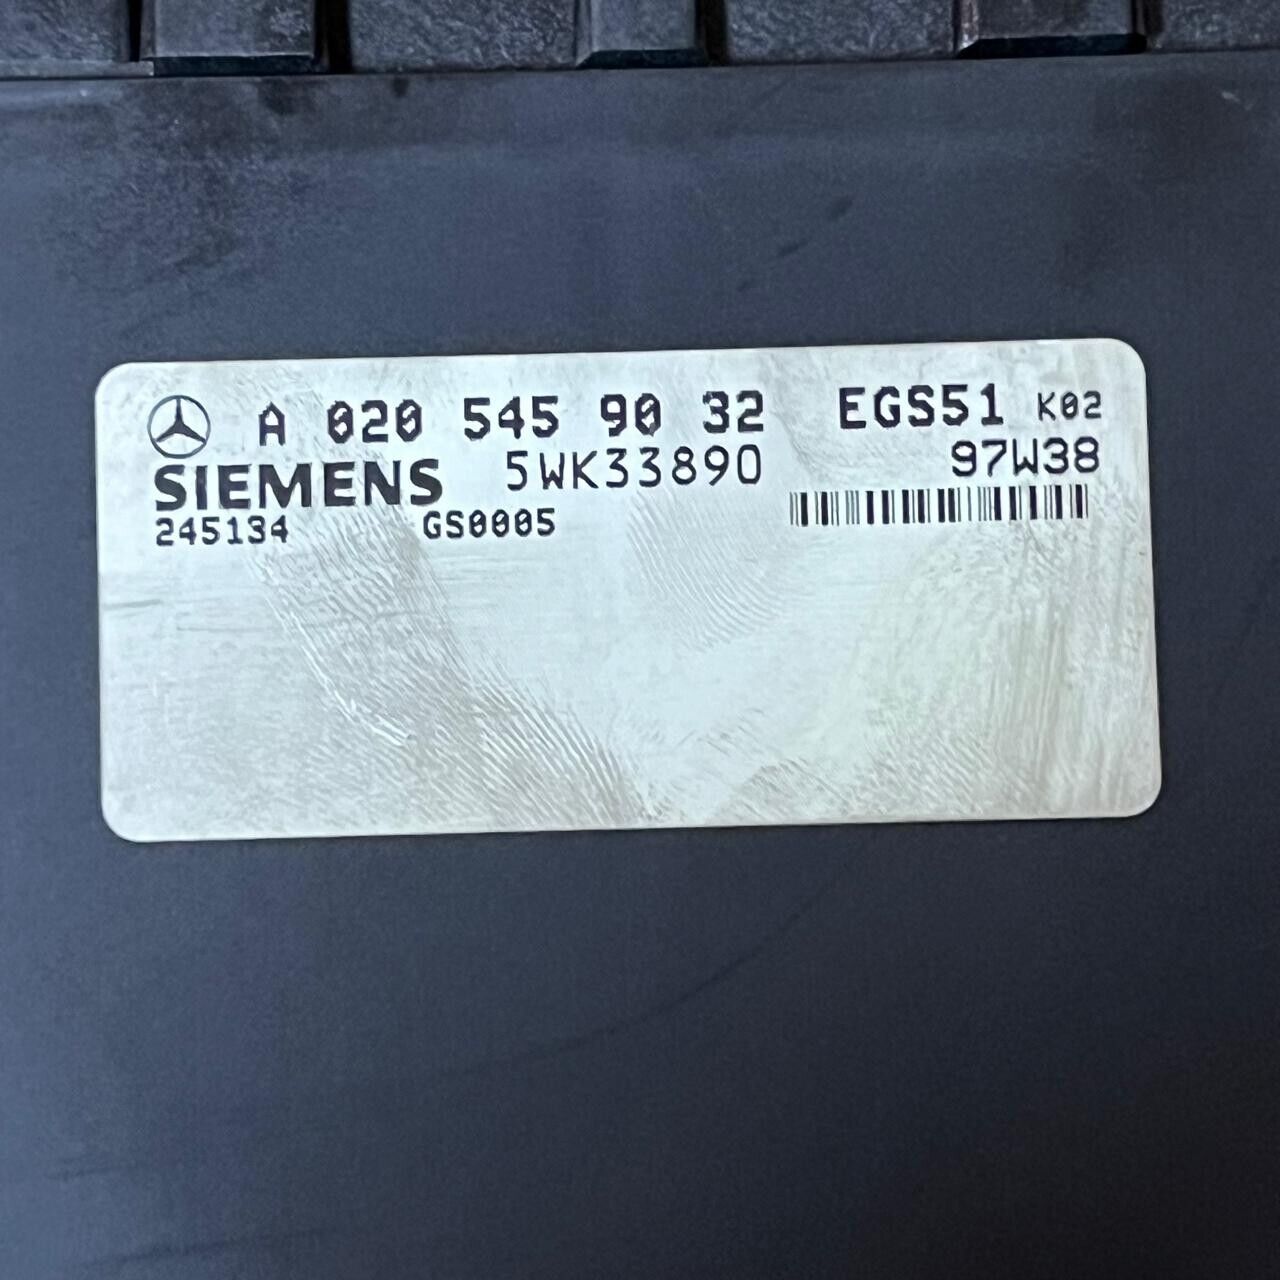 A 020 545 90 32 EGS51 K02
SIEMENS 5WK33890 97W38
245134 GS0005